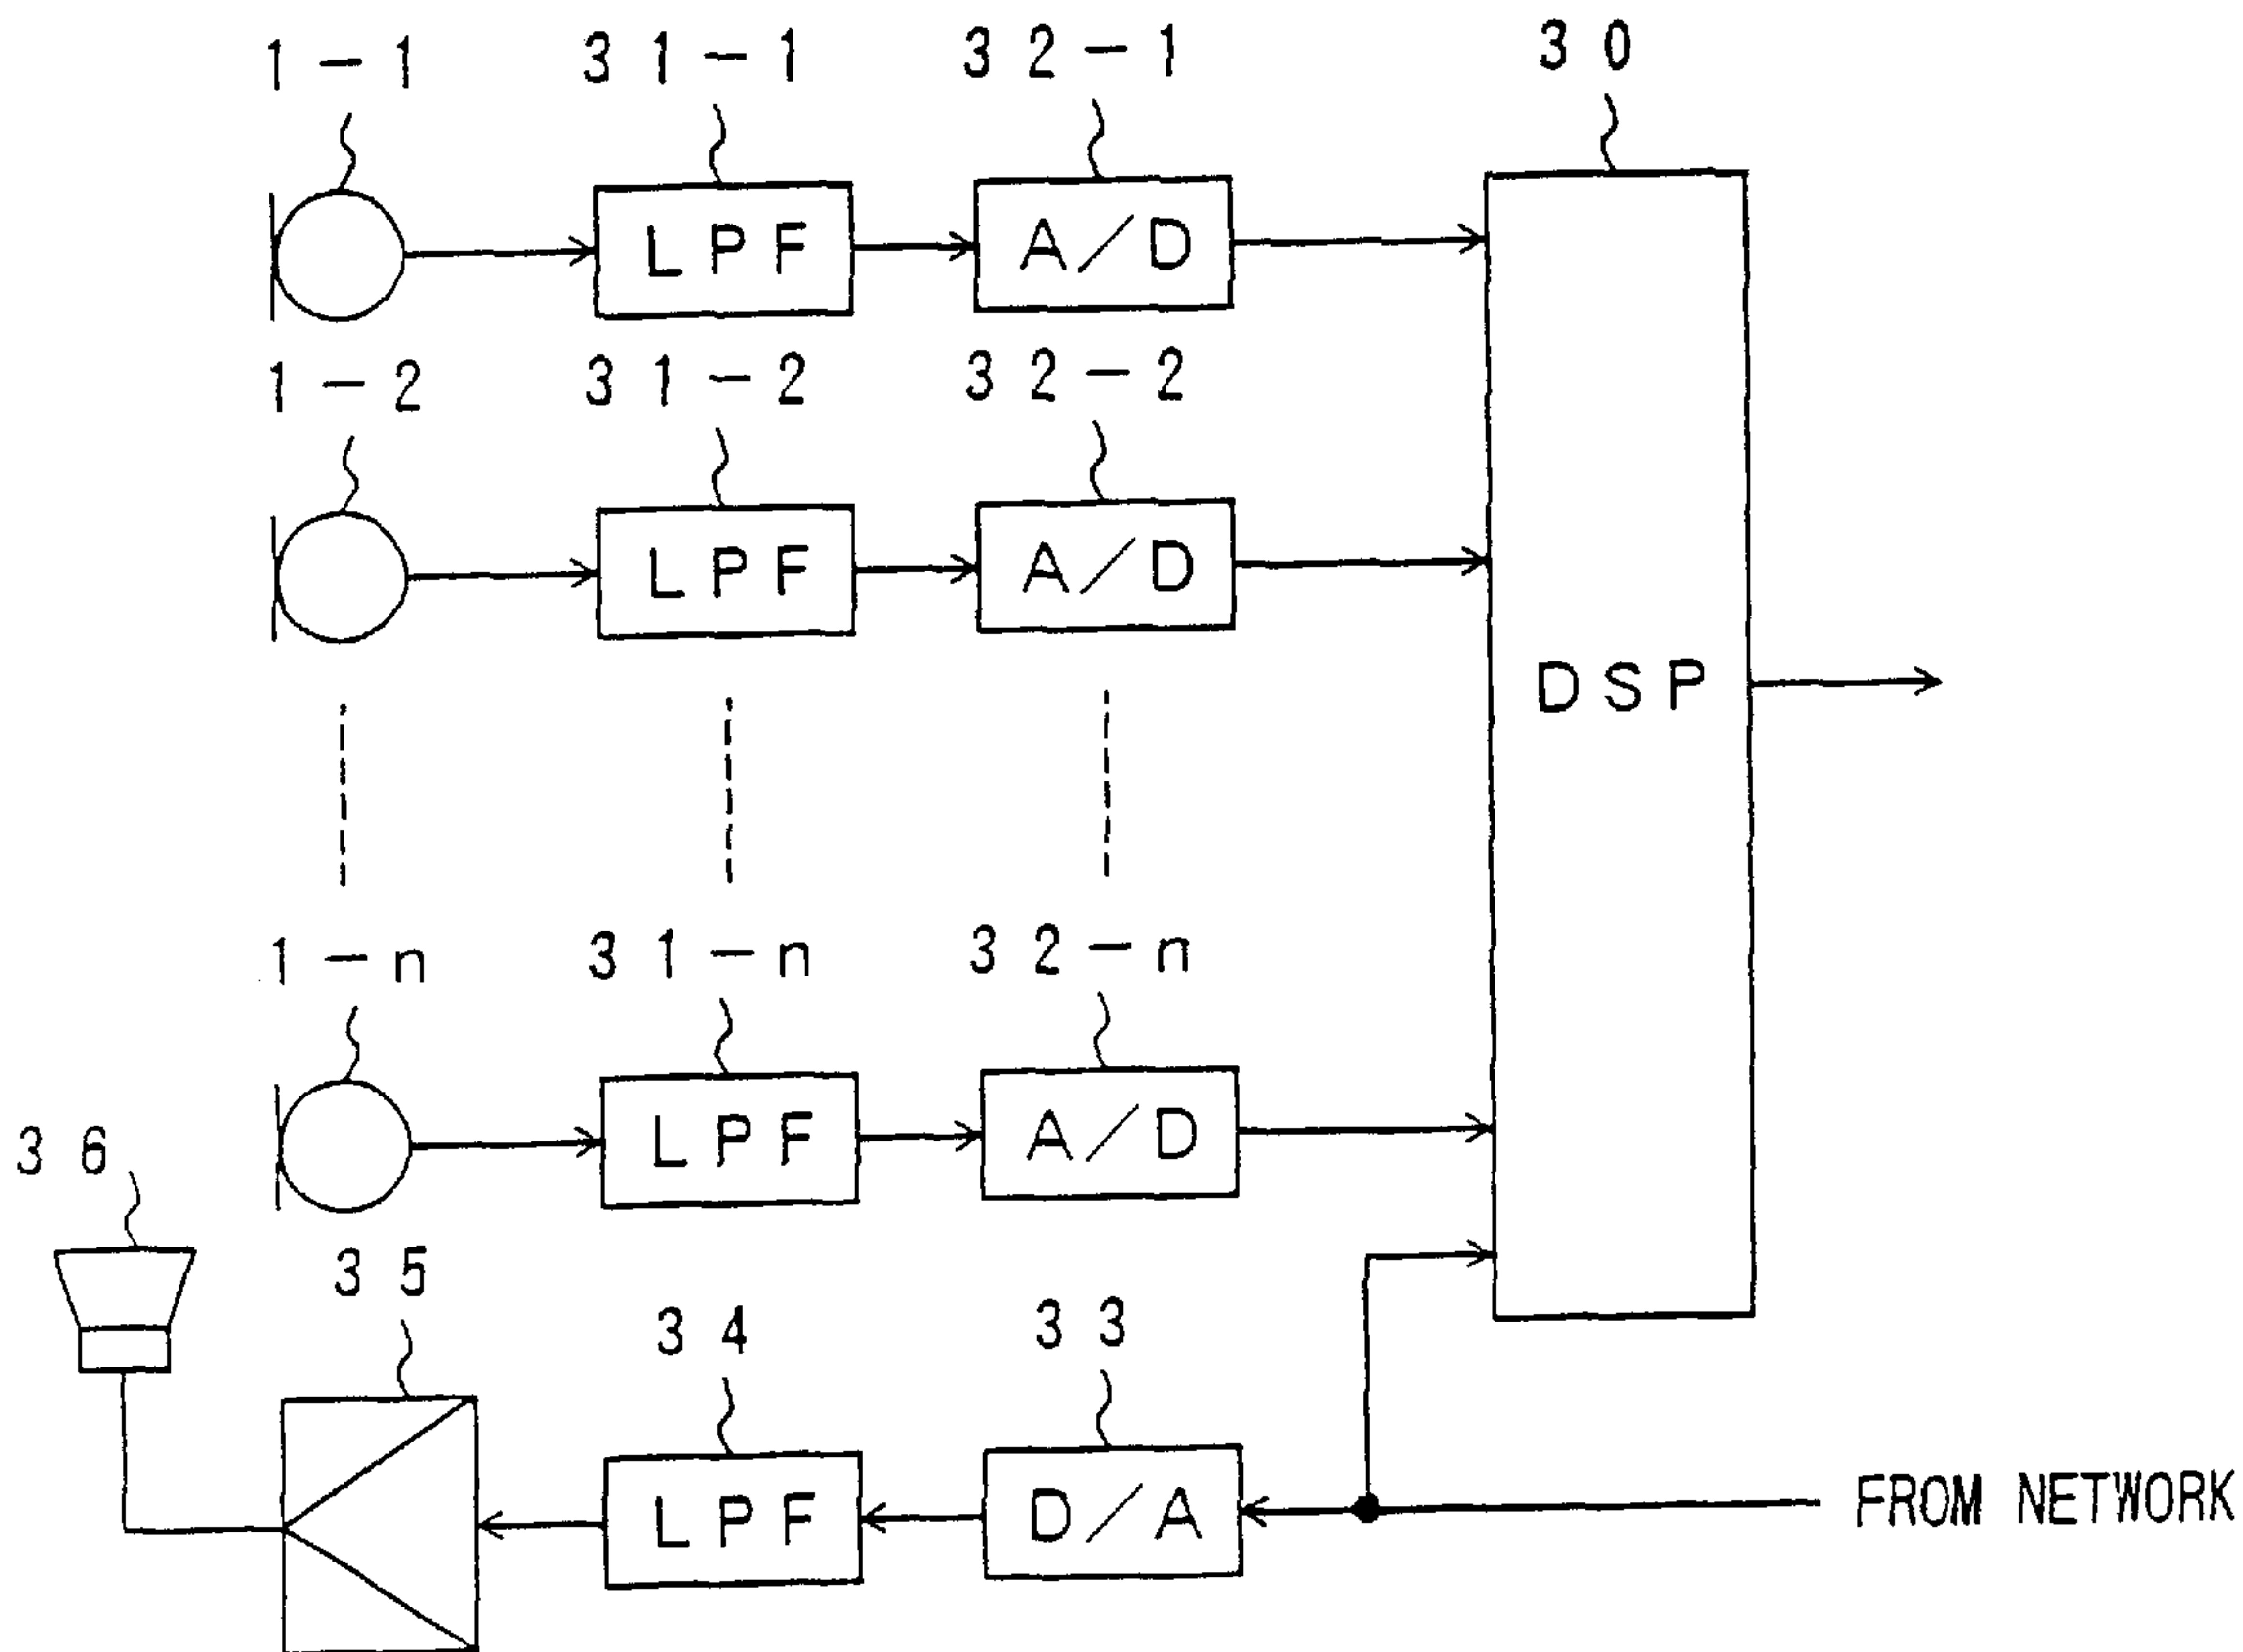 1-1 31-1 32-1 30
LPF A/D
1-2 31-2 32-2
LPF A/D
DSP
1-n 31-n 32-n
LPF A/D
36
35 34 33
LPF D/A FROM NETWORK